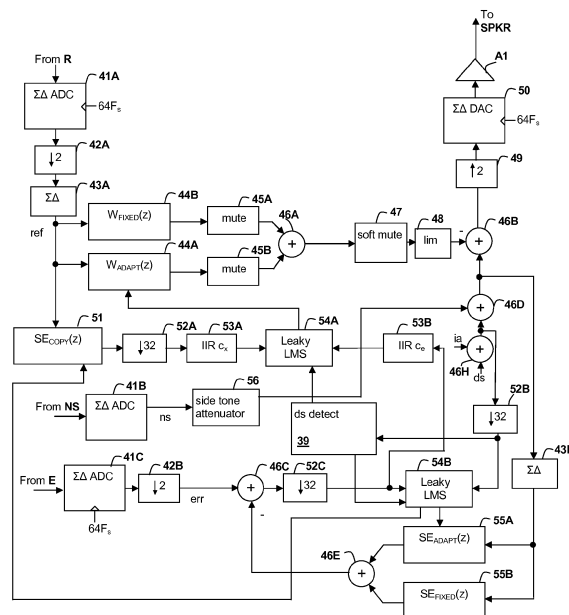 To
SPKR
A1
From R
41A
ΣΔ ADC
64Fs
50
ΣΔ DAC
64Fs
42A
↓2
49
↑2
43A
ΣΔ
ref
44B
WFIXED(z)
45A
mute
46A
47
soft mute
48
lim
-
46B
44A
WADAPT(z)
45B
mute
46D
51
SECOPY(z)
52A
↓32
53A
IIR cx
54A
Leaky
LMS
53B
IIR ce
ia
46H
ds
41B
From NS
ΣΔ ADC
ns
56
side tone
attenuator
ds detect
39
52B
↓32
41C
From E
ΣΔ ADC
64Fs
42B
↓2
err
46C
-
52C
↓32
54B
Leaky
LMS
ΣΔ
55A
SEADAPT(z)
46E
55B
SEFIXED(z)